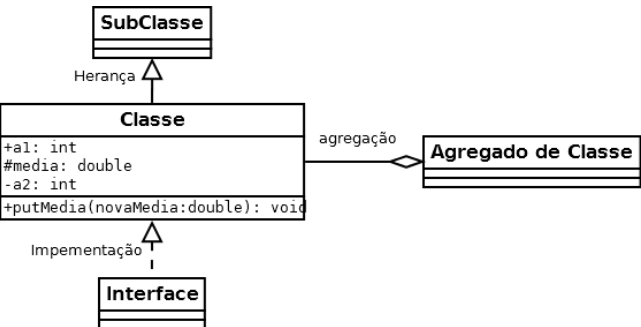 SubClasse
Herança
Classe
+a1: int
#media: double
-a2: int
+putMedia(novaMedia:double): void
agregação
Agregado de Classe
Impementação
Interface